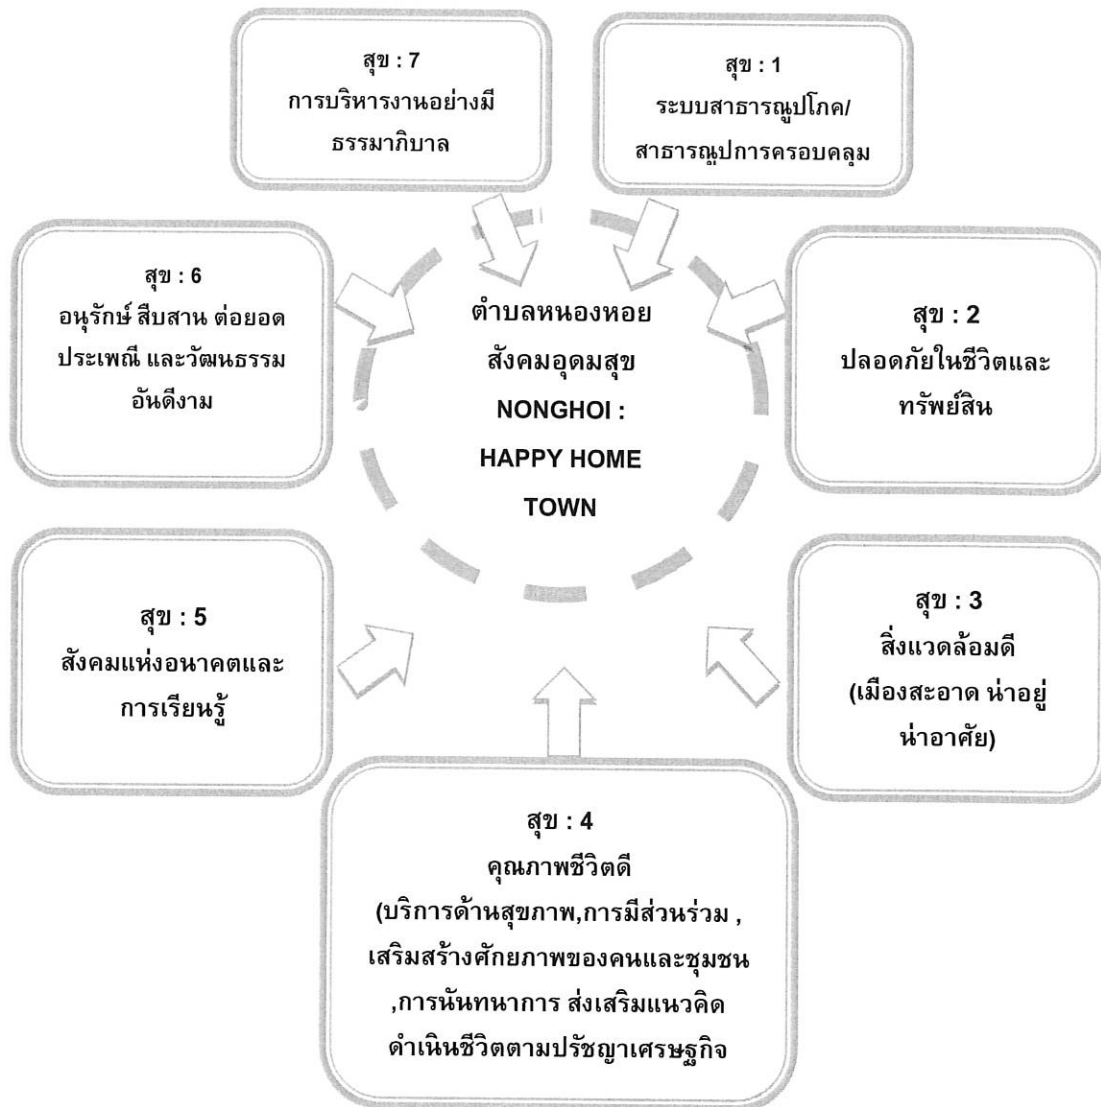 สุข : 7
การบริหารงานอย่างมี
ธรรมาภิบาล
สุข : 1
ระบบสาธารณูปโภค/
สาธารณูปการครอบคลุม
สุข : 6
อนุรักษ์ สืบสาน ต่อยอด
ประเพณี และวัฒนธรรม
อันดีงาม
ตำบลหนองหอย
สังคมอุดมสุข
NONGHOI :
HAPPY HOME
TOWN
สุข : 2
ปลอดภัยในชีวิตและ
ทรัพย์สิน
สุข : 5
สังคมแห่งอนาคตและ
การเรียนรู้
สุข : 3
สิ่งแวดล้อมดี
(เมืองสะอาด น่าอยู่
น่าอาศัย)
สุข : 4
คุณภาพชีวิตดี
(บริการด้านสุขภาพ,การมีส่วนร่วม ,
เสริมสร้างศักยภาพของคนและชุมชน
,การนันทนาการ ส่งเสริมแนวคิด
ดำเนินชีวิตตามปรัชญาเศรษฐกิจ